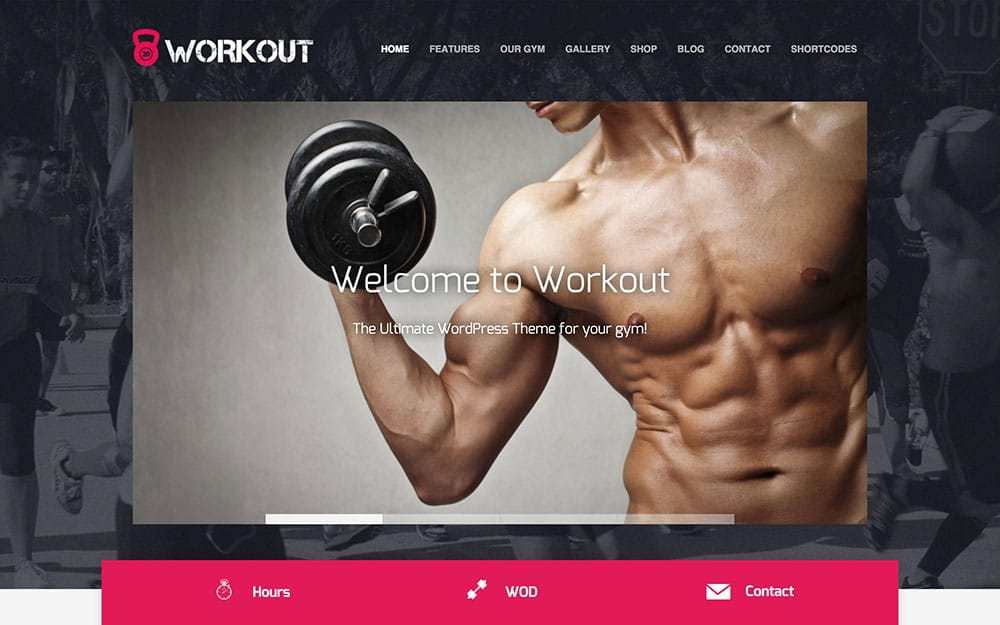 WORKOUT
HOME FEATURES OUR GYM GALLERY SHOP BLOG CONTACT SHORTCODES
STOP
Welcome to Workout
The Ultimate WordPress Theme for your gym!
Hours WOD Contact